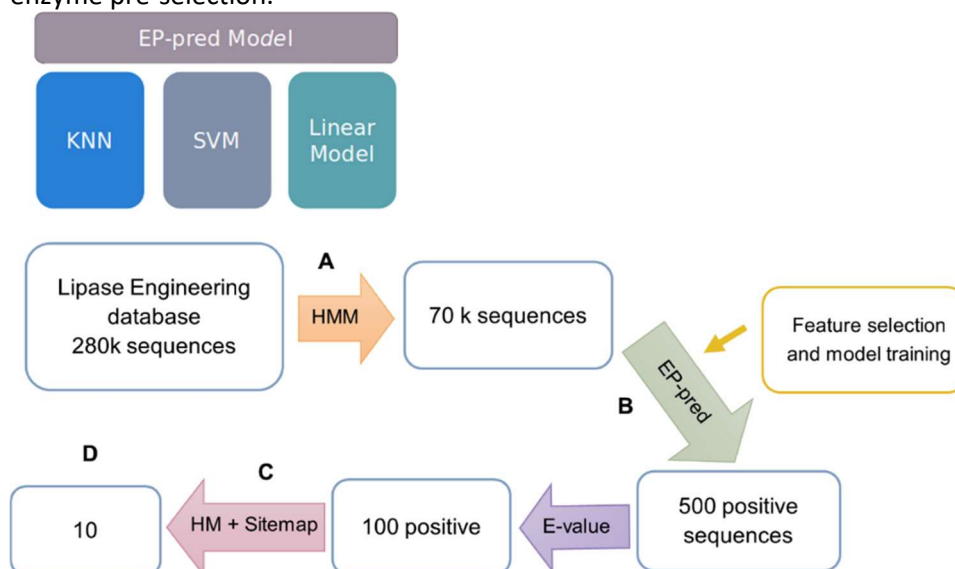 enzyme pre-selection.
EP-pred Model
KNN
SVM
Linear
Model
A
Lipase Engineering
database
280k sequences
HMM
70 k sequences
Feature selection
and model training
EP-pred
B
D
C
10
HM + Sitemap
100 positive
E-value
500 positive
sequences